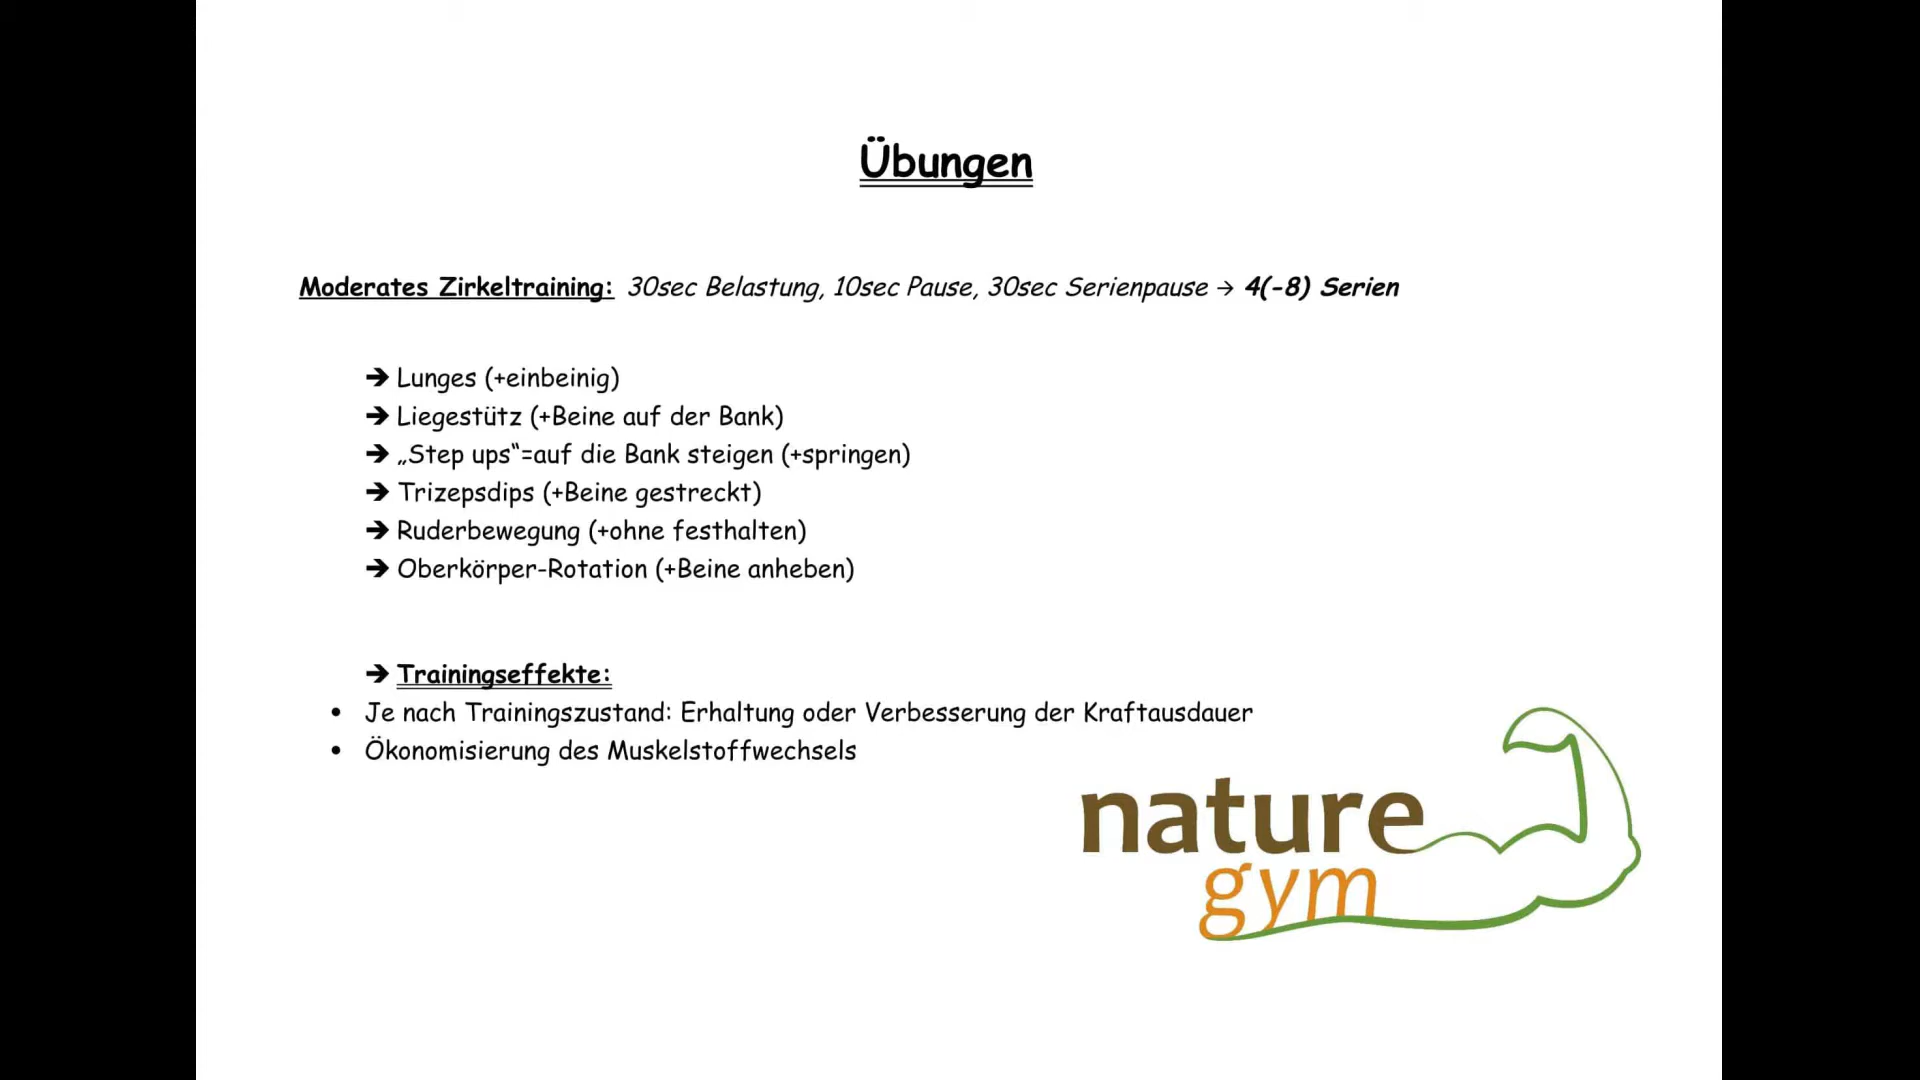 Übungen
Moderates Zirkeltraining: 30sec Belastung, 10sec Pause, 30sec Serienpause → 4(-8) Serien
➔ Lunges (+einbeinig)
➔ Liegestütz (+Beine auf der Bank)
➔ „Step ups“=auf die Bank steigen (+springen)
➔ Trizepsdips (+Beine gestreckt)
➔ Ruderbewegung (+ohne festhalten)
➔ Oberkörper-Rotation (+Beine anheben)
➔ Trainingseffekte:
• Je nach Trainingszustand: Erhaltung oder Verbesserung der Kraftausdauer
• Ökonomisierung des Muskelstoffwechsels
nature
gym